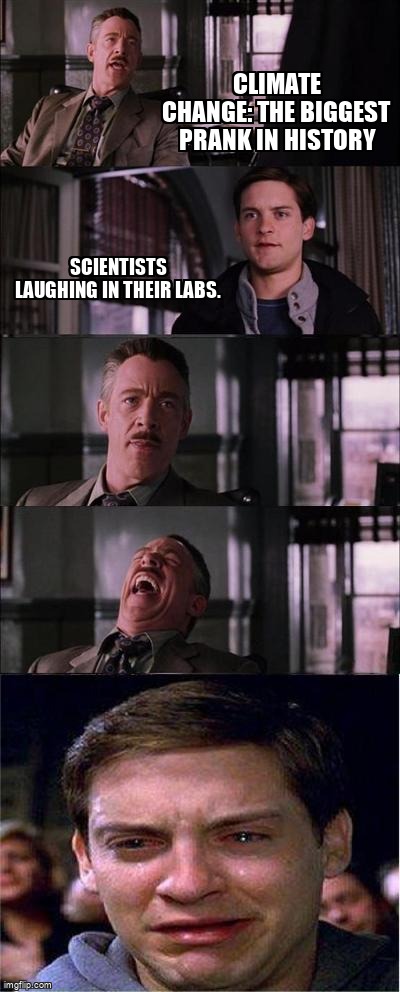 CLIMATE
CHANGE: THE BIGGEST
PRANK IN HISTORY
SCIENTISTS
LAUGHING IN THEIR LABS.
imgflip.com